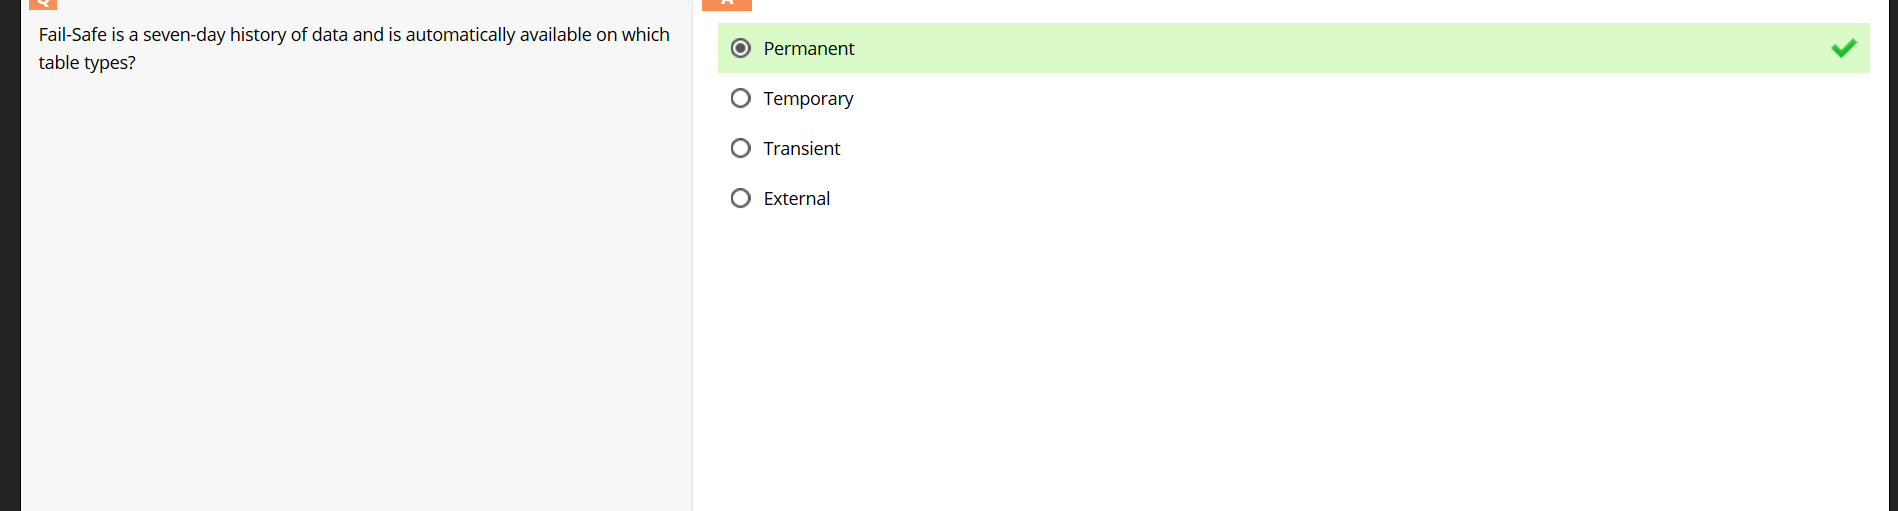 Fail-Safe is a seven-day history of data and is automatically available on which
table types?
Permanent
Temporary
Transient
External